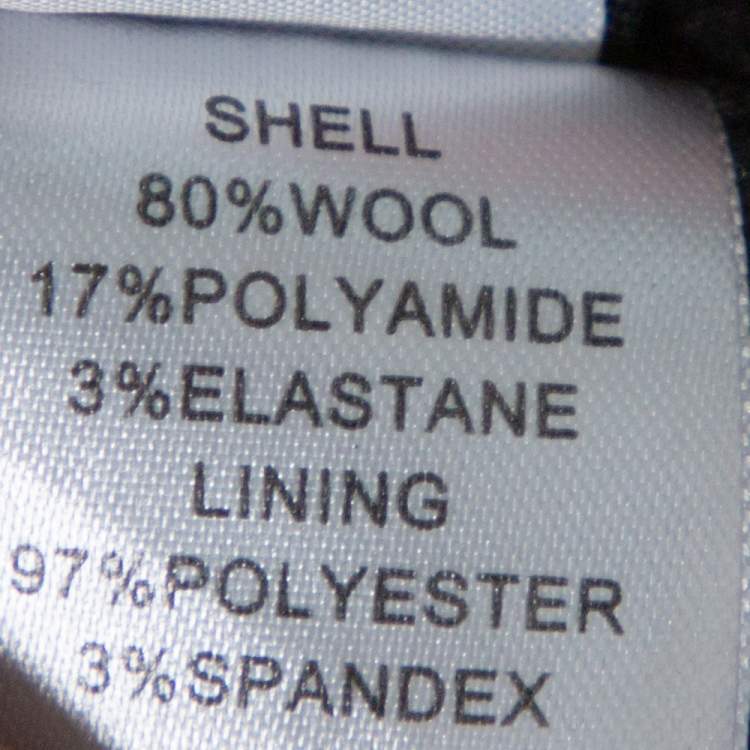 SHELL
80%WOOL
17%POLYAMIDE
3%ELASTANE
LINING
97%POLYESTER
3%SPANDEX